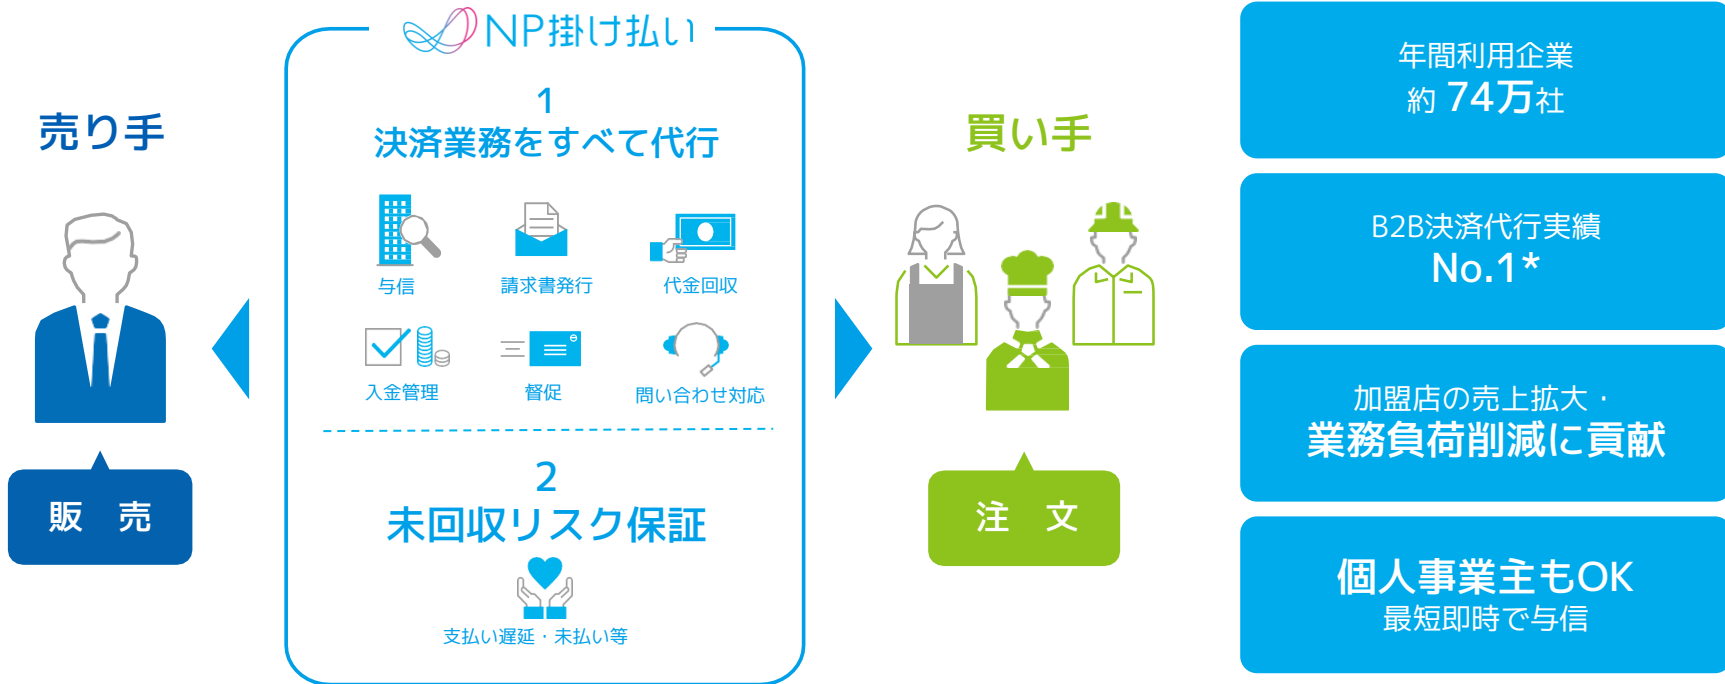 NP掛け払い
売り手
販 売
1
決済業務をすべて代行
与信
請求書発行
代金回収
入金管理
督促
問い合わせ対応
2
未回収リスク保証
支払い遅延・未払い等
買い手
注 文
年間利用企業
約 74万社
B2B決済代行実績
No.1*
加盟店の売上拡大・
業務負荷削減に貢献
個人事業主もOK
最短即時で与信